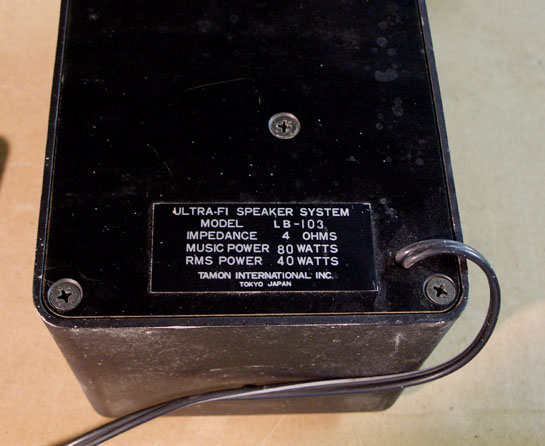 ULTRA-FI SPEAKER SYSTEM
MODEL LB-103
IMPEDANCE 4 OHMS
MUSIC POWER 80 WATTS
RMS POWER 40 WATTS
TAMON INTERNATIONAL INC.
TOKYO JAPAN